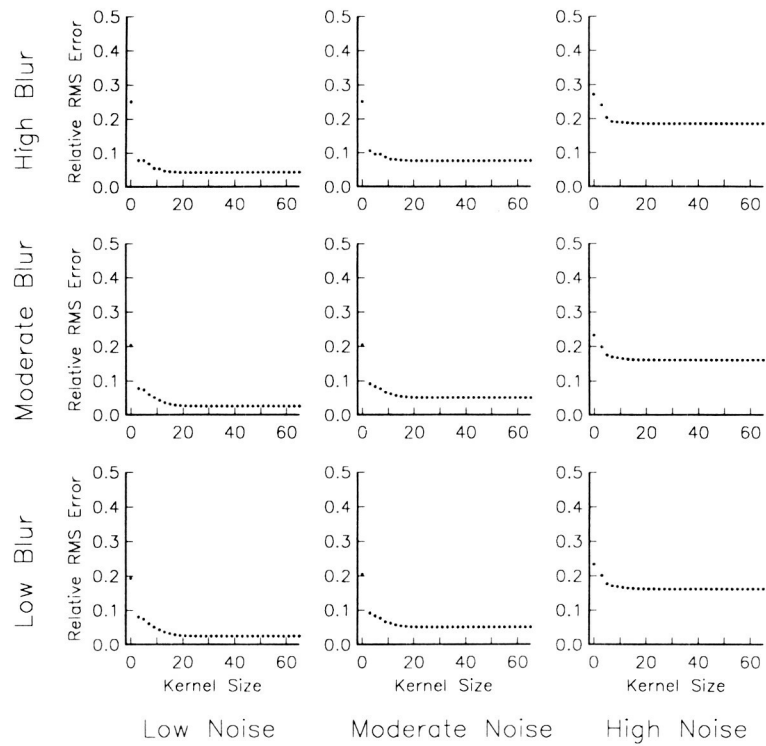 High Blur
Relative RMS Error
0.5
0.4
0.3
0.2
0.1
0.0
0 20 40 60
0.5
0.4
0.3
0.2
0.1
0.0
0 20 40 60
0.5
0.4
0.3
0.2
0.1
0.0
0 20 40 60
Moderate Blur
Relative RMS Error
0.5
0.4
0.3
0.2
0.1
0.0
0 20 40 60
0.5
0.4
0.3
0.2
0.1
0.0
0 20 40 60
0.5
0.4
0.3
0.2
0.1
0.0
0 20 40 60
Low Blur
Relative RMS Error
0.5
0.4
0.3
0.2
0.1
0.0
0 20 40 60
Kernel Size
0.5
0.4
0.3
0.2
0.1
0.0
0 20 40 60
Kernel Size
0.5
0.4
0.3
0.2
0.1
0.0
0 20 40 60
Kernel Size
Low Noise
Moderate Noise
High Noise